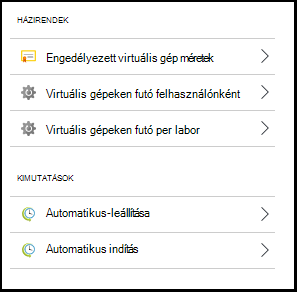 HÁZIRENDEK
Engedélyezett virtuális gép méretek
Virtuális gépeken futó felhasználónként
Virtuális gépeken futó per labor
KIMUTATÁSOK
Automatikus-leállítása
Automatikus indítás